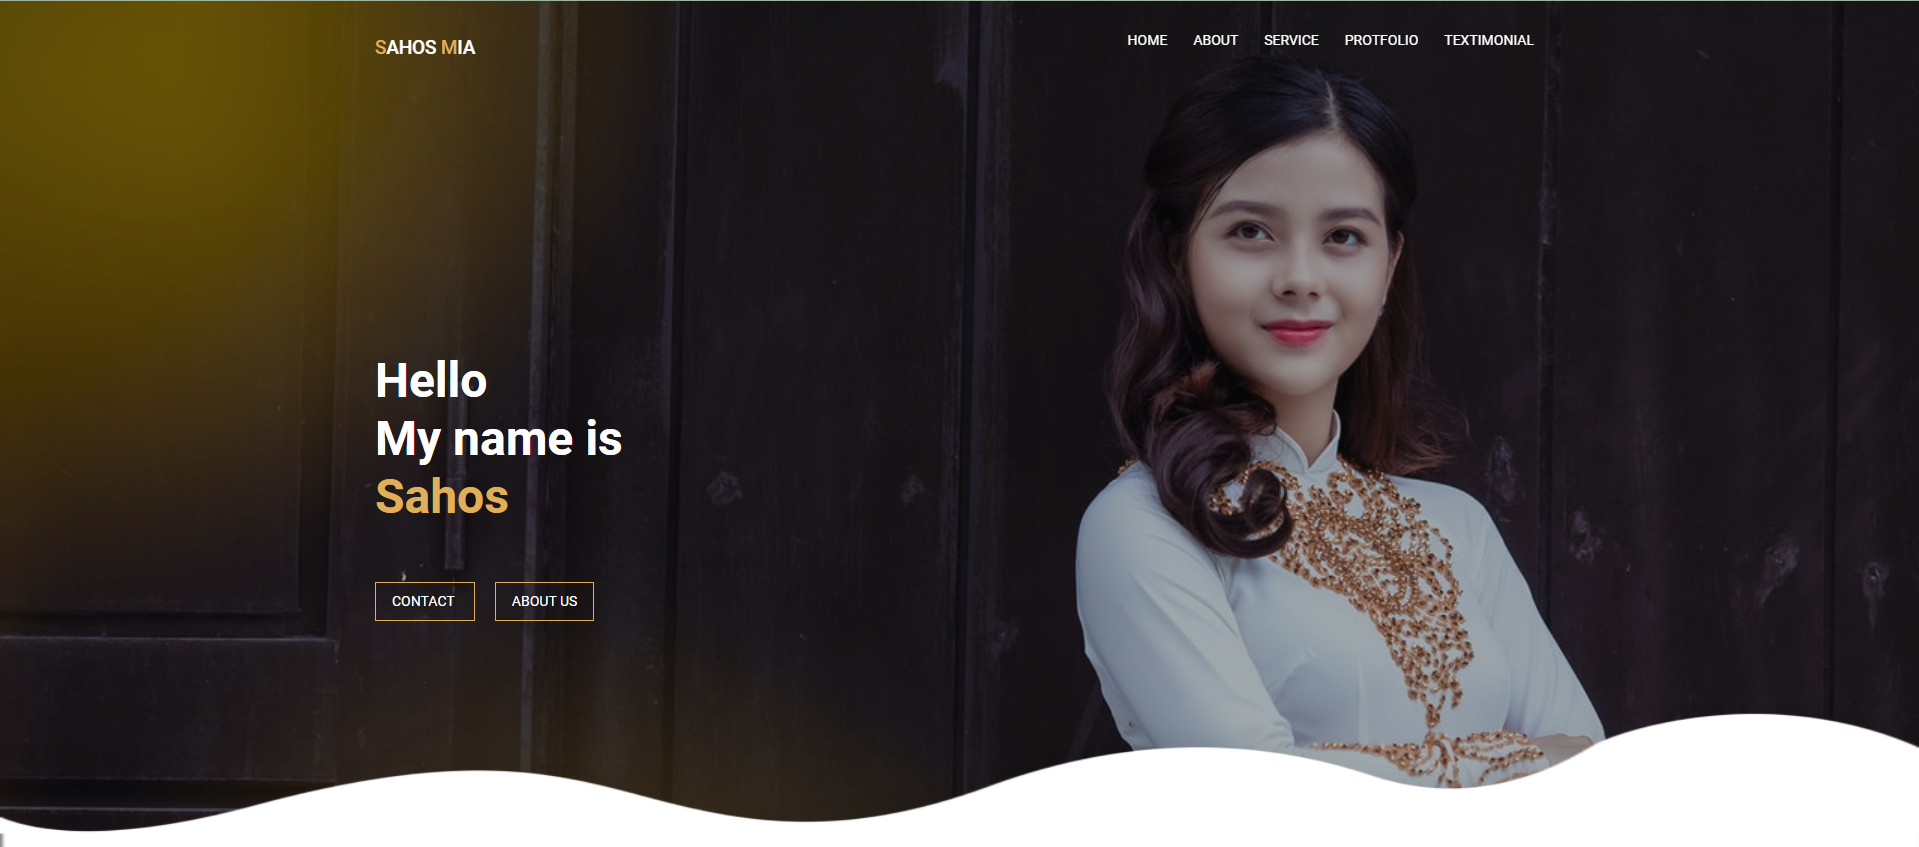 SAHOS MIA
HOME ABOUT SERVICE PROTFOLIO TEXTIMONIAL
Hello
My name is
Sahos
CONTACT ABOUT US